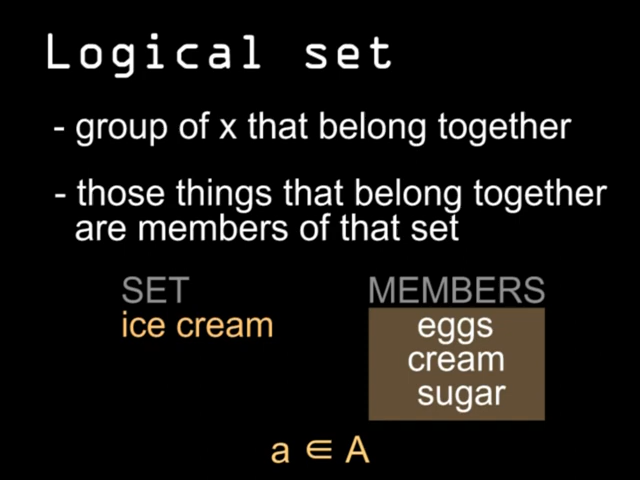 Logical set
- group of x that belong together
- those things that belong together
are members of that set
SET
ice cream
MEMBERS
eggs
cream
sugar
a ∈ A